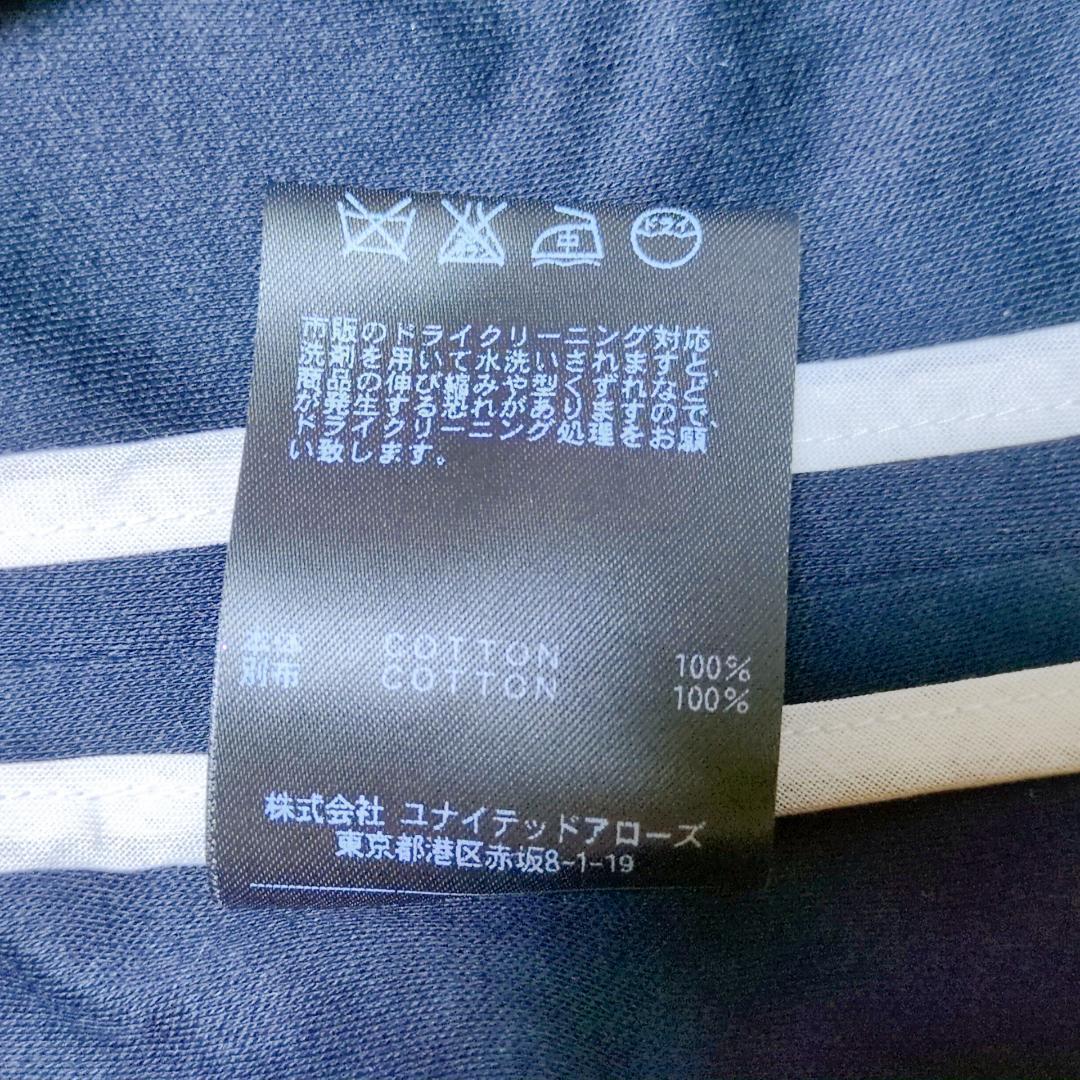 中
ドライ
市販のドライクリーニング対応
洗剤を用いて水洗いされますと、
商品の伸び縮みや型くずれなど
が発生する恐れがありますので、
ドライクリーニング処理をお願
い致します。
本体 COTTON 100%
別布 COTTON 100%
株式会社 ユナイテッドアローズ
東京都港区赤坂8-1-19